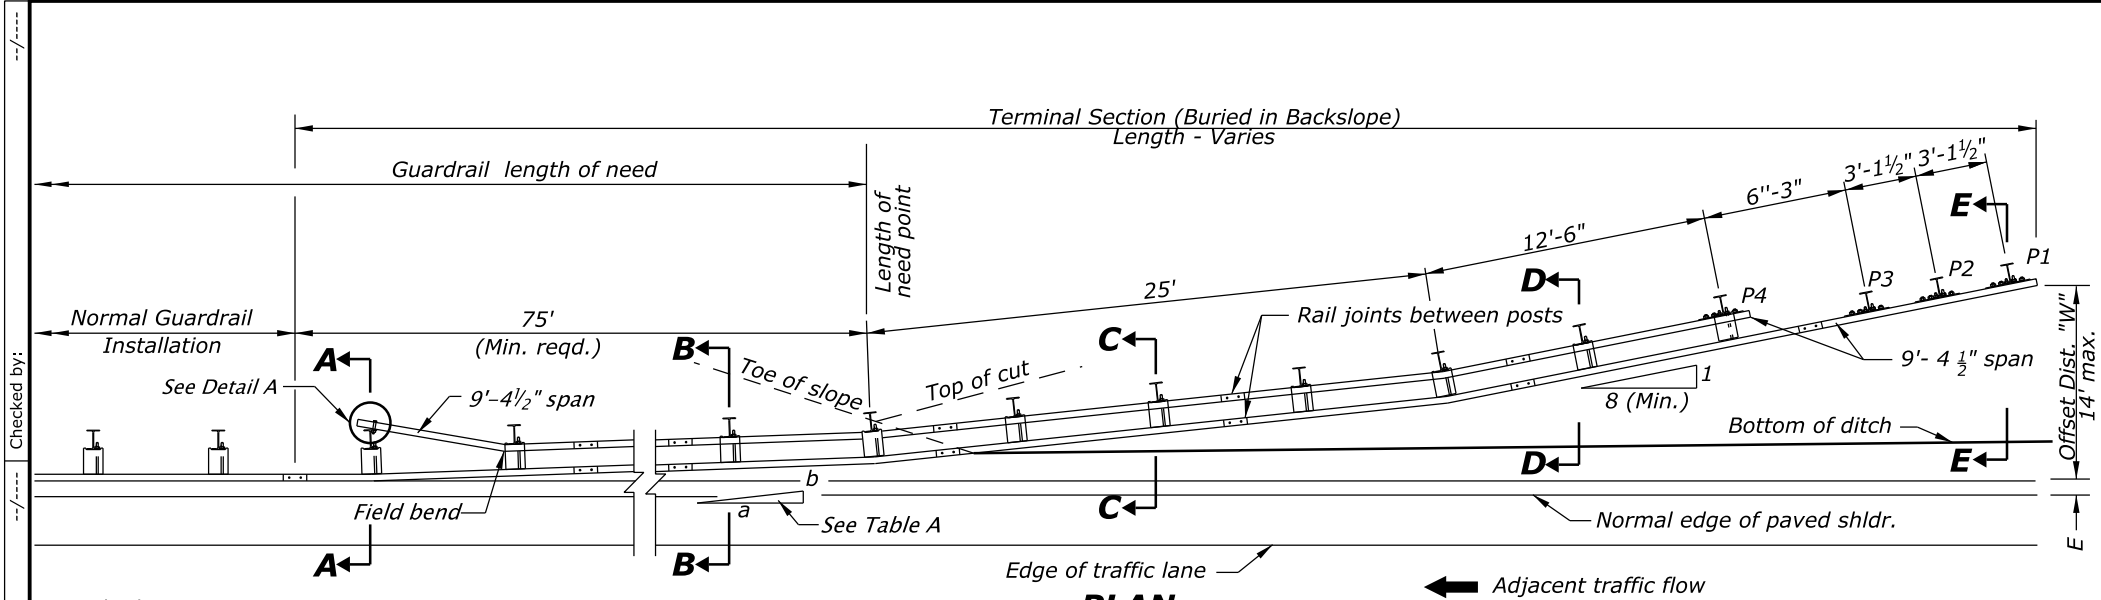 Checked by:
--/----
--/----
Terminal Section (Buried in Backslope)
Length - Varies
Guardrail length of need
Length of
need point
3'-1½"
3'-1½"
6''-3"
12'-6"
25'
E
P1
P2
P3
P4
D
Normal Guardrail
Installation
75'
(Min. reqd.)
Rail joints between posts
A
B
C
See Detail A
9'-4½" span
Toe of slope
Top of cut
9'- 4 ½" span
1
8 (Min.)
Offset Dist. "W"
14' max.
Bottom of ditch
D
E
Field bend
b
a
See Table A
C
Normal edge of paved shldr.
E
A
B
Edge of traffic lane
Adjacent traffic flow
PLAN